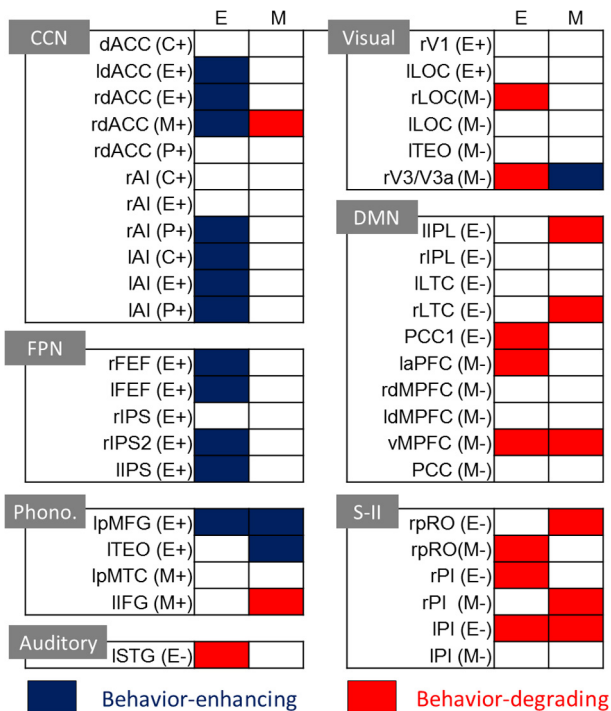 E M
CCN
dACC (C+)
ldACC (E+)
rdACC (E+)
rdACC (M+)
rdACC (P+)
rAI (C+)
rAI (E+)
rAI (P+)
lAI (C+)
lAI (E+)
lAI (P+)
FPN
rFEF (E+)
lFEF (E+)
rIPS (E+)
rIPS2 (E+)
lIPS (E+)
Phono.
lpMFG (E+)
lTEO (E+)
lpMTC (M+)
lIFG (M+)
Auditory
lSTG (E-)
E M
Visual
rV1 (E+)
lLOC (E+)
rLOC(M-)
lLOC (M-)
lTEO (M-)
rV3/V3a (M-)
DMN
lIPL (E-)
rIPL (E-)
lLTC (E-)
rLTC (E-)
PCC1 (E-)
laPFC (M-)
rdMPFC (M-)
ldMPFC (M-)
vMPFC (M-)
PCC (M-)
S-II
rpRO (E-)
rpRO(M-)
rPI (E-)
rPI (M-)
lPI (E-)
lPI (M-)
Behavior-enhancing
Behavior-degrading